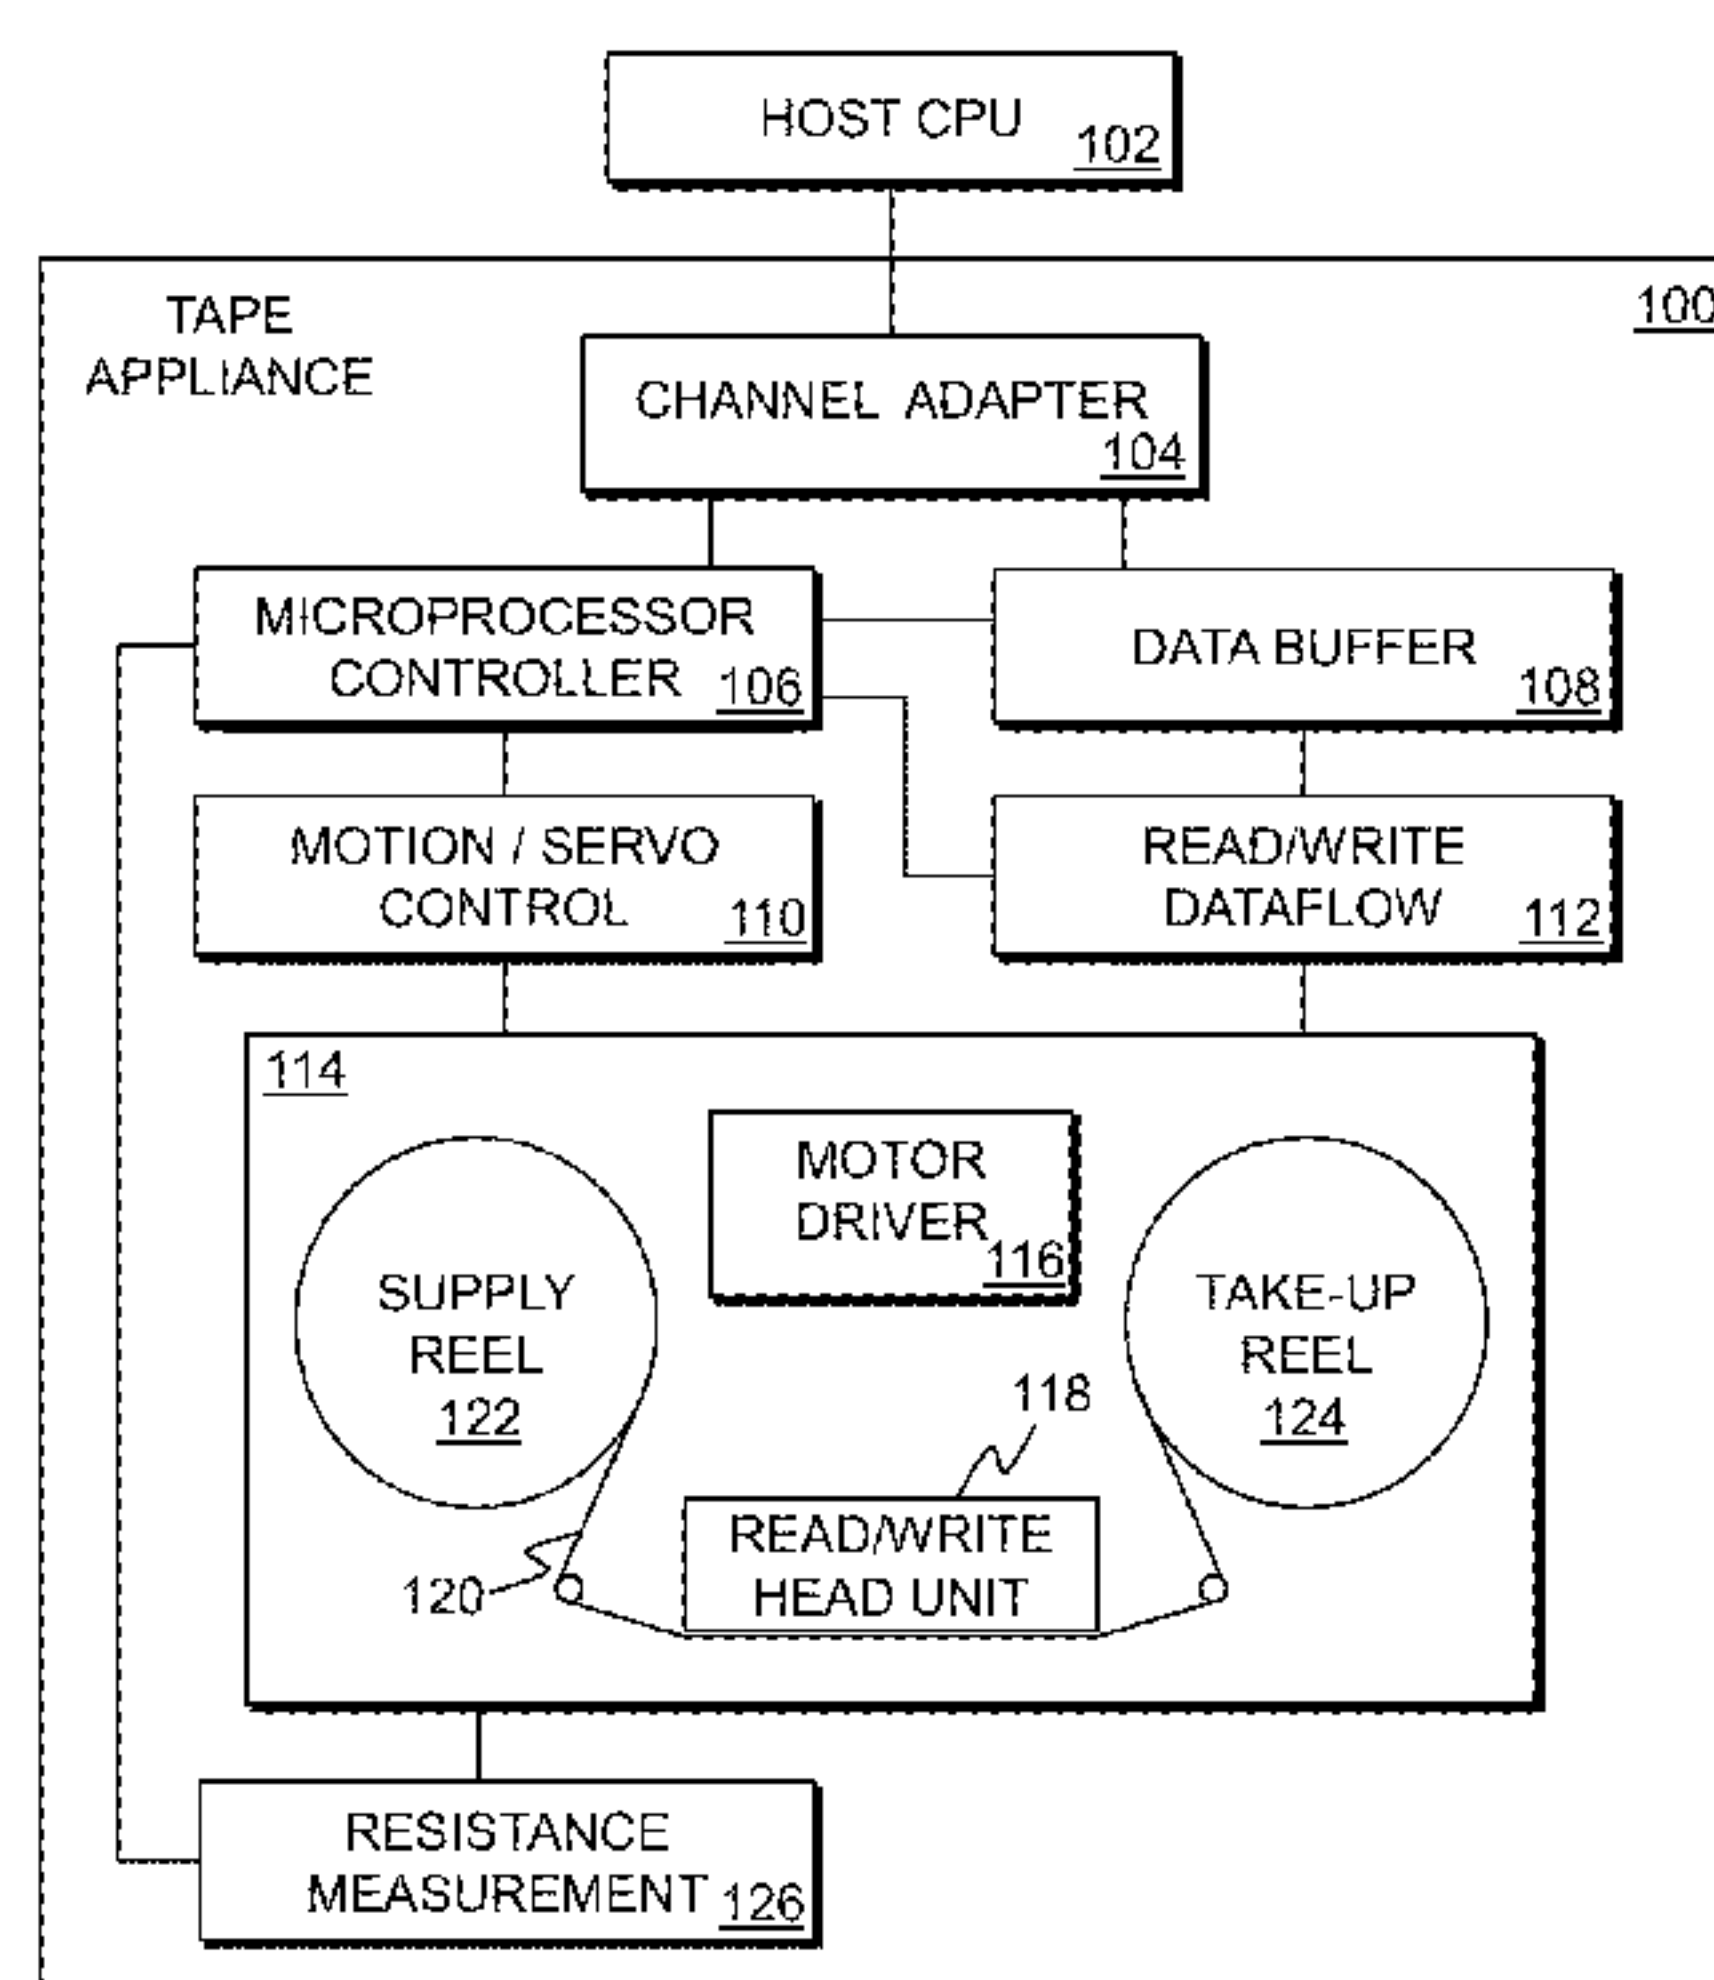 HOST CPU
102
TAPE
APPLIANCE
100
CHANNEL ADAPTER
104
MICROPROCESSOR
CONTROLLER
106
DATA BUFFER
108
MOTION / SERVO
CONTROL
110
READ/WRITE
DATAFLOW
112
114
MOTOR
DRIVER
116
SUPPLY
REEL
122
TAKE-UP
REEL
124
118
READ/WRITE
HEAD UNIT
120
RESISTANCE
MEASUREMENT
126